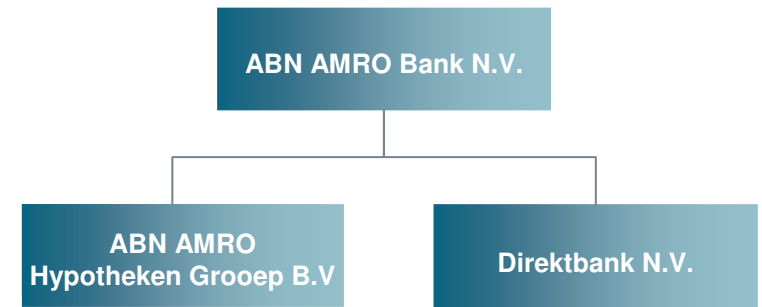 ABN AMRO Bank N.V.
ABN AMRO
Hypotheken Grooep B.V
Direktbank N.V.